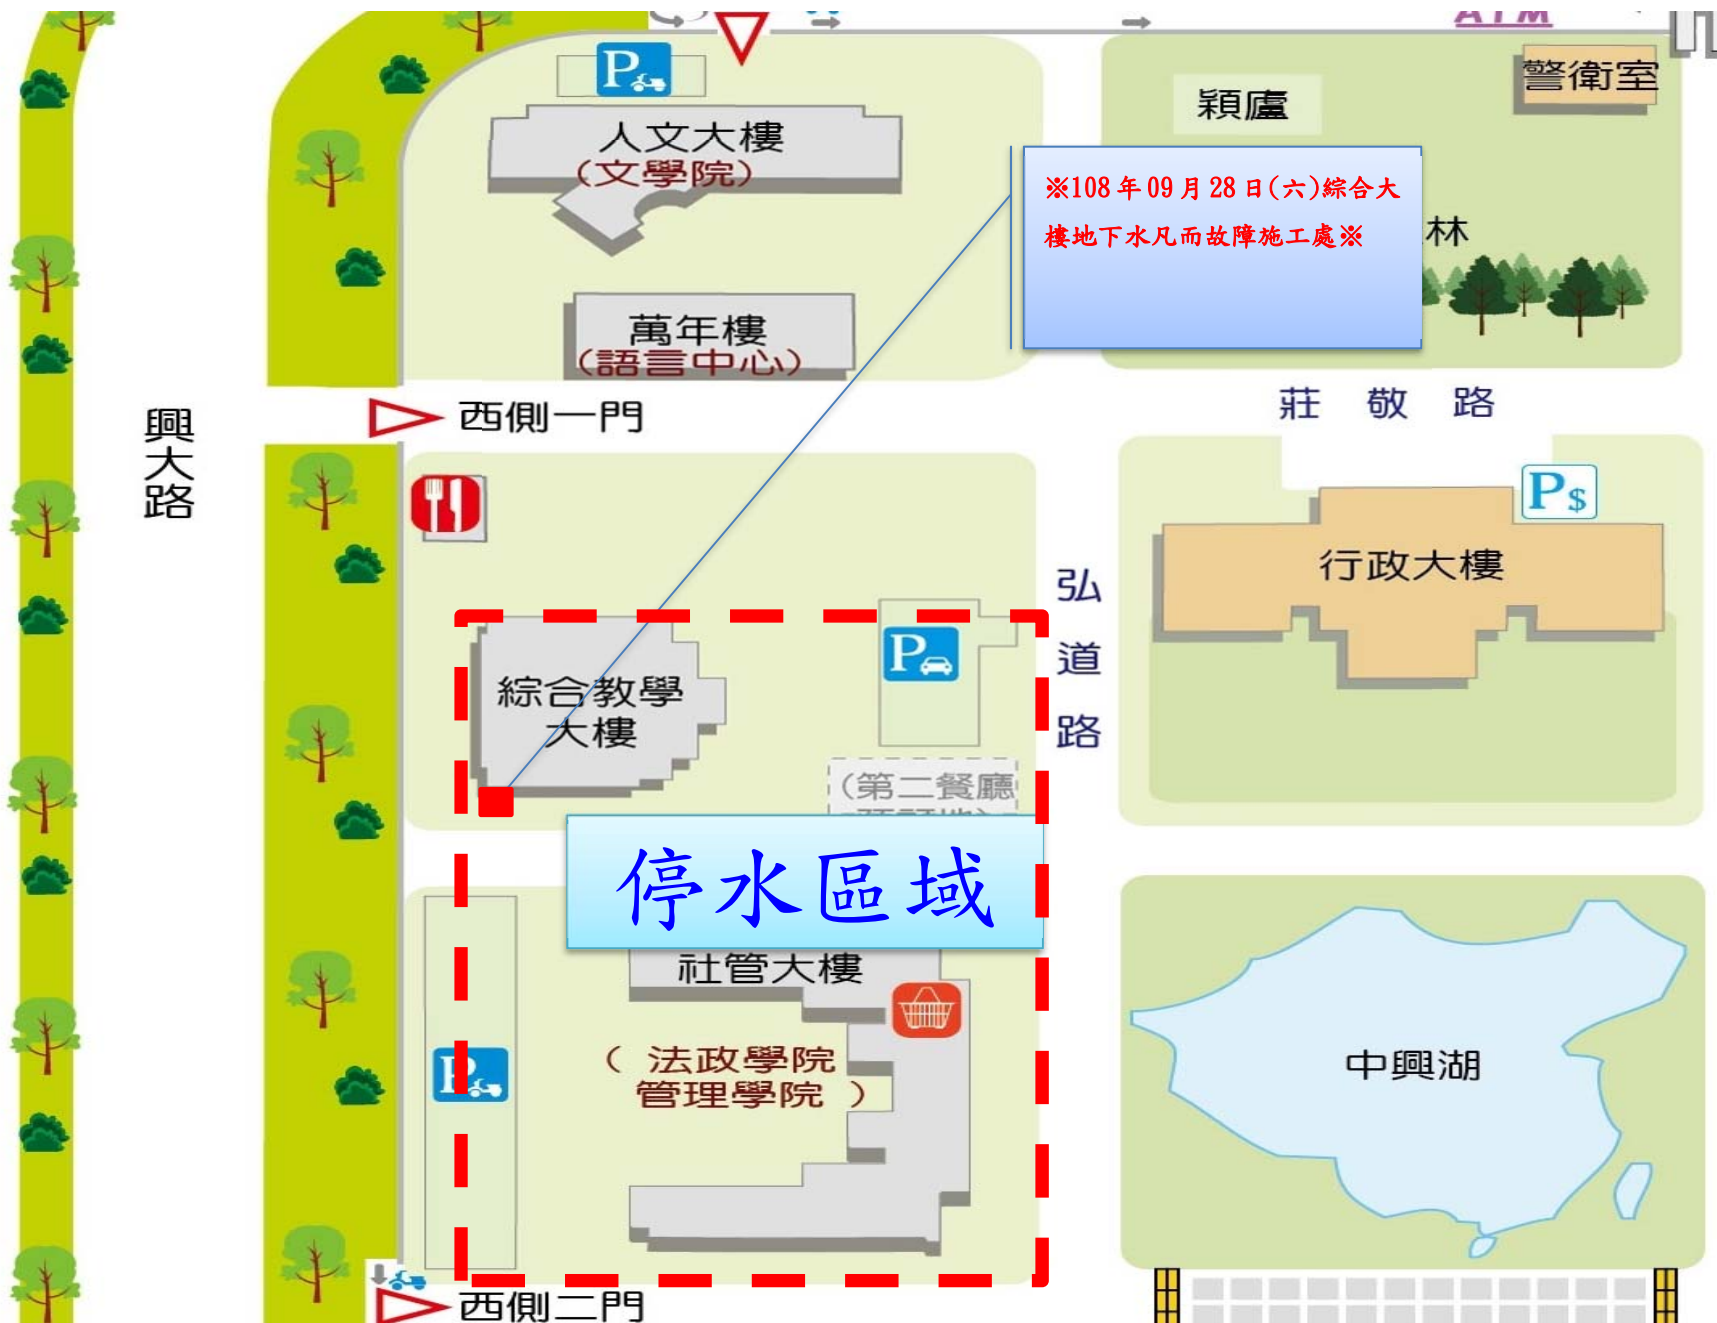 ATM
P
警衛室
穎廬
人文大樓
(文學院)
※108年09月28日(六)綜合大
樓地下水凡而故障施工處※
林
萬年樓
(語言中心)
西側一門
莊敬路
興大路
P$
行政大樓
弘道路
P
綜合教學
大樓
(第二餐廳
停水區域
社管大樓
(法政學院
管理學院)
P
中興湖
西側二門